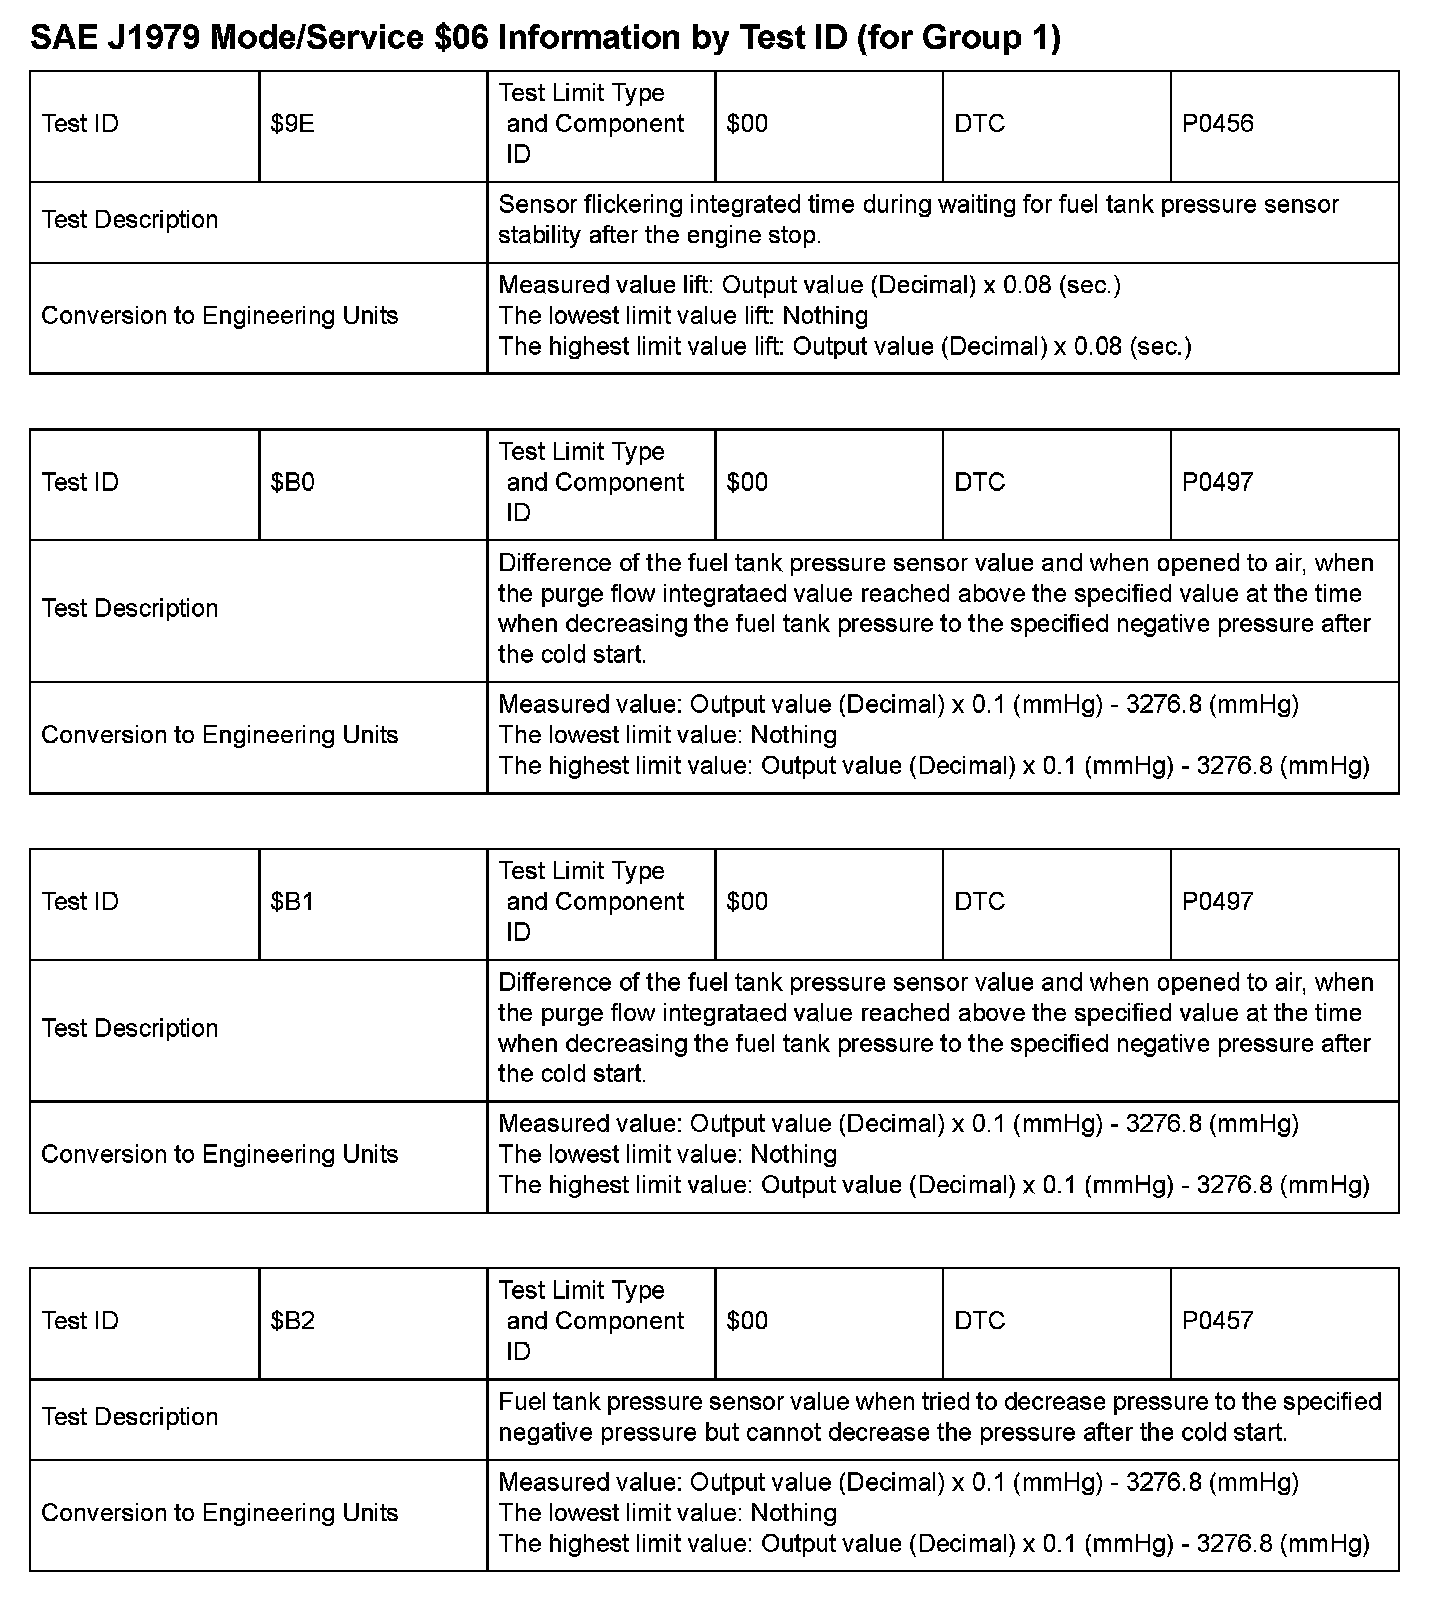 SAE J1979 Mode/Service $06 Information by Test ID (for Group 1)
Test ID
$9E
Test Limit Type
and Component
ID
$00
DTC
P0456
Test Description
Sensor flickering integrated time during waiting for fuel tank pressure sensor
stability after the engine stop.
Conversion to Engineering Units
Measured value lift: Output value (Decimal) x 0.08 (sec.)
The lowest limit value lift: Nothing
The highest limit value lift: Output value (Decimal) x 0.08 (sec.)
Test ID
$B0
Test Limit Type
and Component
ID
$00
DTC
P0497
Test Description
Difference of the fuel tank pressure sensor value and when opened to air, when
the purge flow integrataed value reached above the specified value at the time
when decreasing the fuel tank pressure to the specified negative pressure after
the cold start.
Conversion to Engineering Units
Measured value: Output value (Decimal) x 0.1 (mmHg) - 3276.8 (mmHg)
The lowest limit value: Nothing
The highest limit value: Output value (Decimal) x 0.1 (mmHg) - 3276.8 (mmHg)
Test ID
$B1
Test Limit Type
and Component
ID
$00
DTC
P0497
Test Description
Difference of the fuel tank pressure sensor value and when opened to air, when
the purge flow integrataed value reached above the specified value at the time
when decreasing the fuel tank pressure to the specified negative pressure after
the cold start.
Conversion to Engineering Units
Measured value: Output value (Decimal) x 0.1 (mmHg) - 3276.8 (mmHg)
The lowest limit value: Nothing
The highest limit value: Output value (Decimal) x 0.1 (mmHg) - 3276.8 (mmHg)
Test ID
$B2
Test Limit Type
and Component
ID
$00
DTC
P0457
Test Description
Fuel tank pressure sensor value when tried to decrease pressure to the specified
negative pressure but cannot decrease the pressure after the cold start.
Conversion to Engineering Units
Measured value: Output value (Decimal) x 0.1 (mmHg) - 3276.8 (mmHg)
The lowest limit value: Nothing
The highest limit value: Output value (Decimal) x 0.1 (mmHg) - 3276.8 (mmHg)